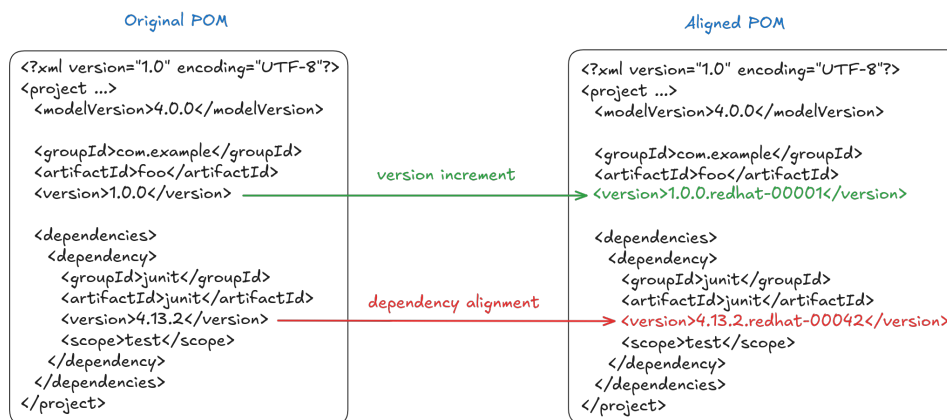 Original POM
<?xml version="1.0" encoding="UTF-8"?>
<project ...>
<modelVersion>4.0.0</modelVersion>
<groupId>com.example</groupId>
<artifactId>foo</artifactId>
<version>1.0.0</version>
<dependencies>
<dependency>
<groupId>junit</groupId>
<artifactId>junit</artifactId>
<version>4.13.2</version>
<scope>test</scope>
</dependency>
</dependencies>
</project>
version increment
dependency alignment
Aligned POM
<?xml version="1.0" encoding="UTF-8"?>
<project ...>
<modelVersion>4.0.0</modelVersion>
<groupId>com.example</groupId>
<artifactId>foo</artifactId>
<version>1.0.0.redhat-00001</version>
<dependencies>
<dependency>
<groupId>junit</groupId>
<artifactId>junit</artifactId>
<version>4.13.2.redhat-00042</version>
<scope>test</scope>
</dependency>
</dependencies>
</project>